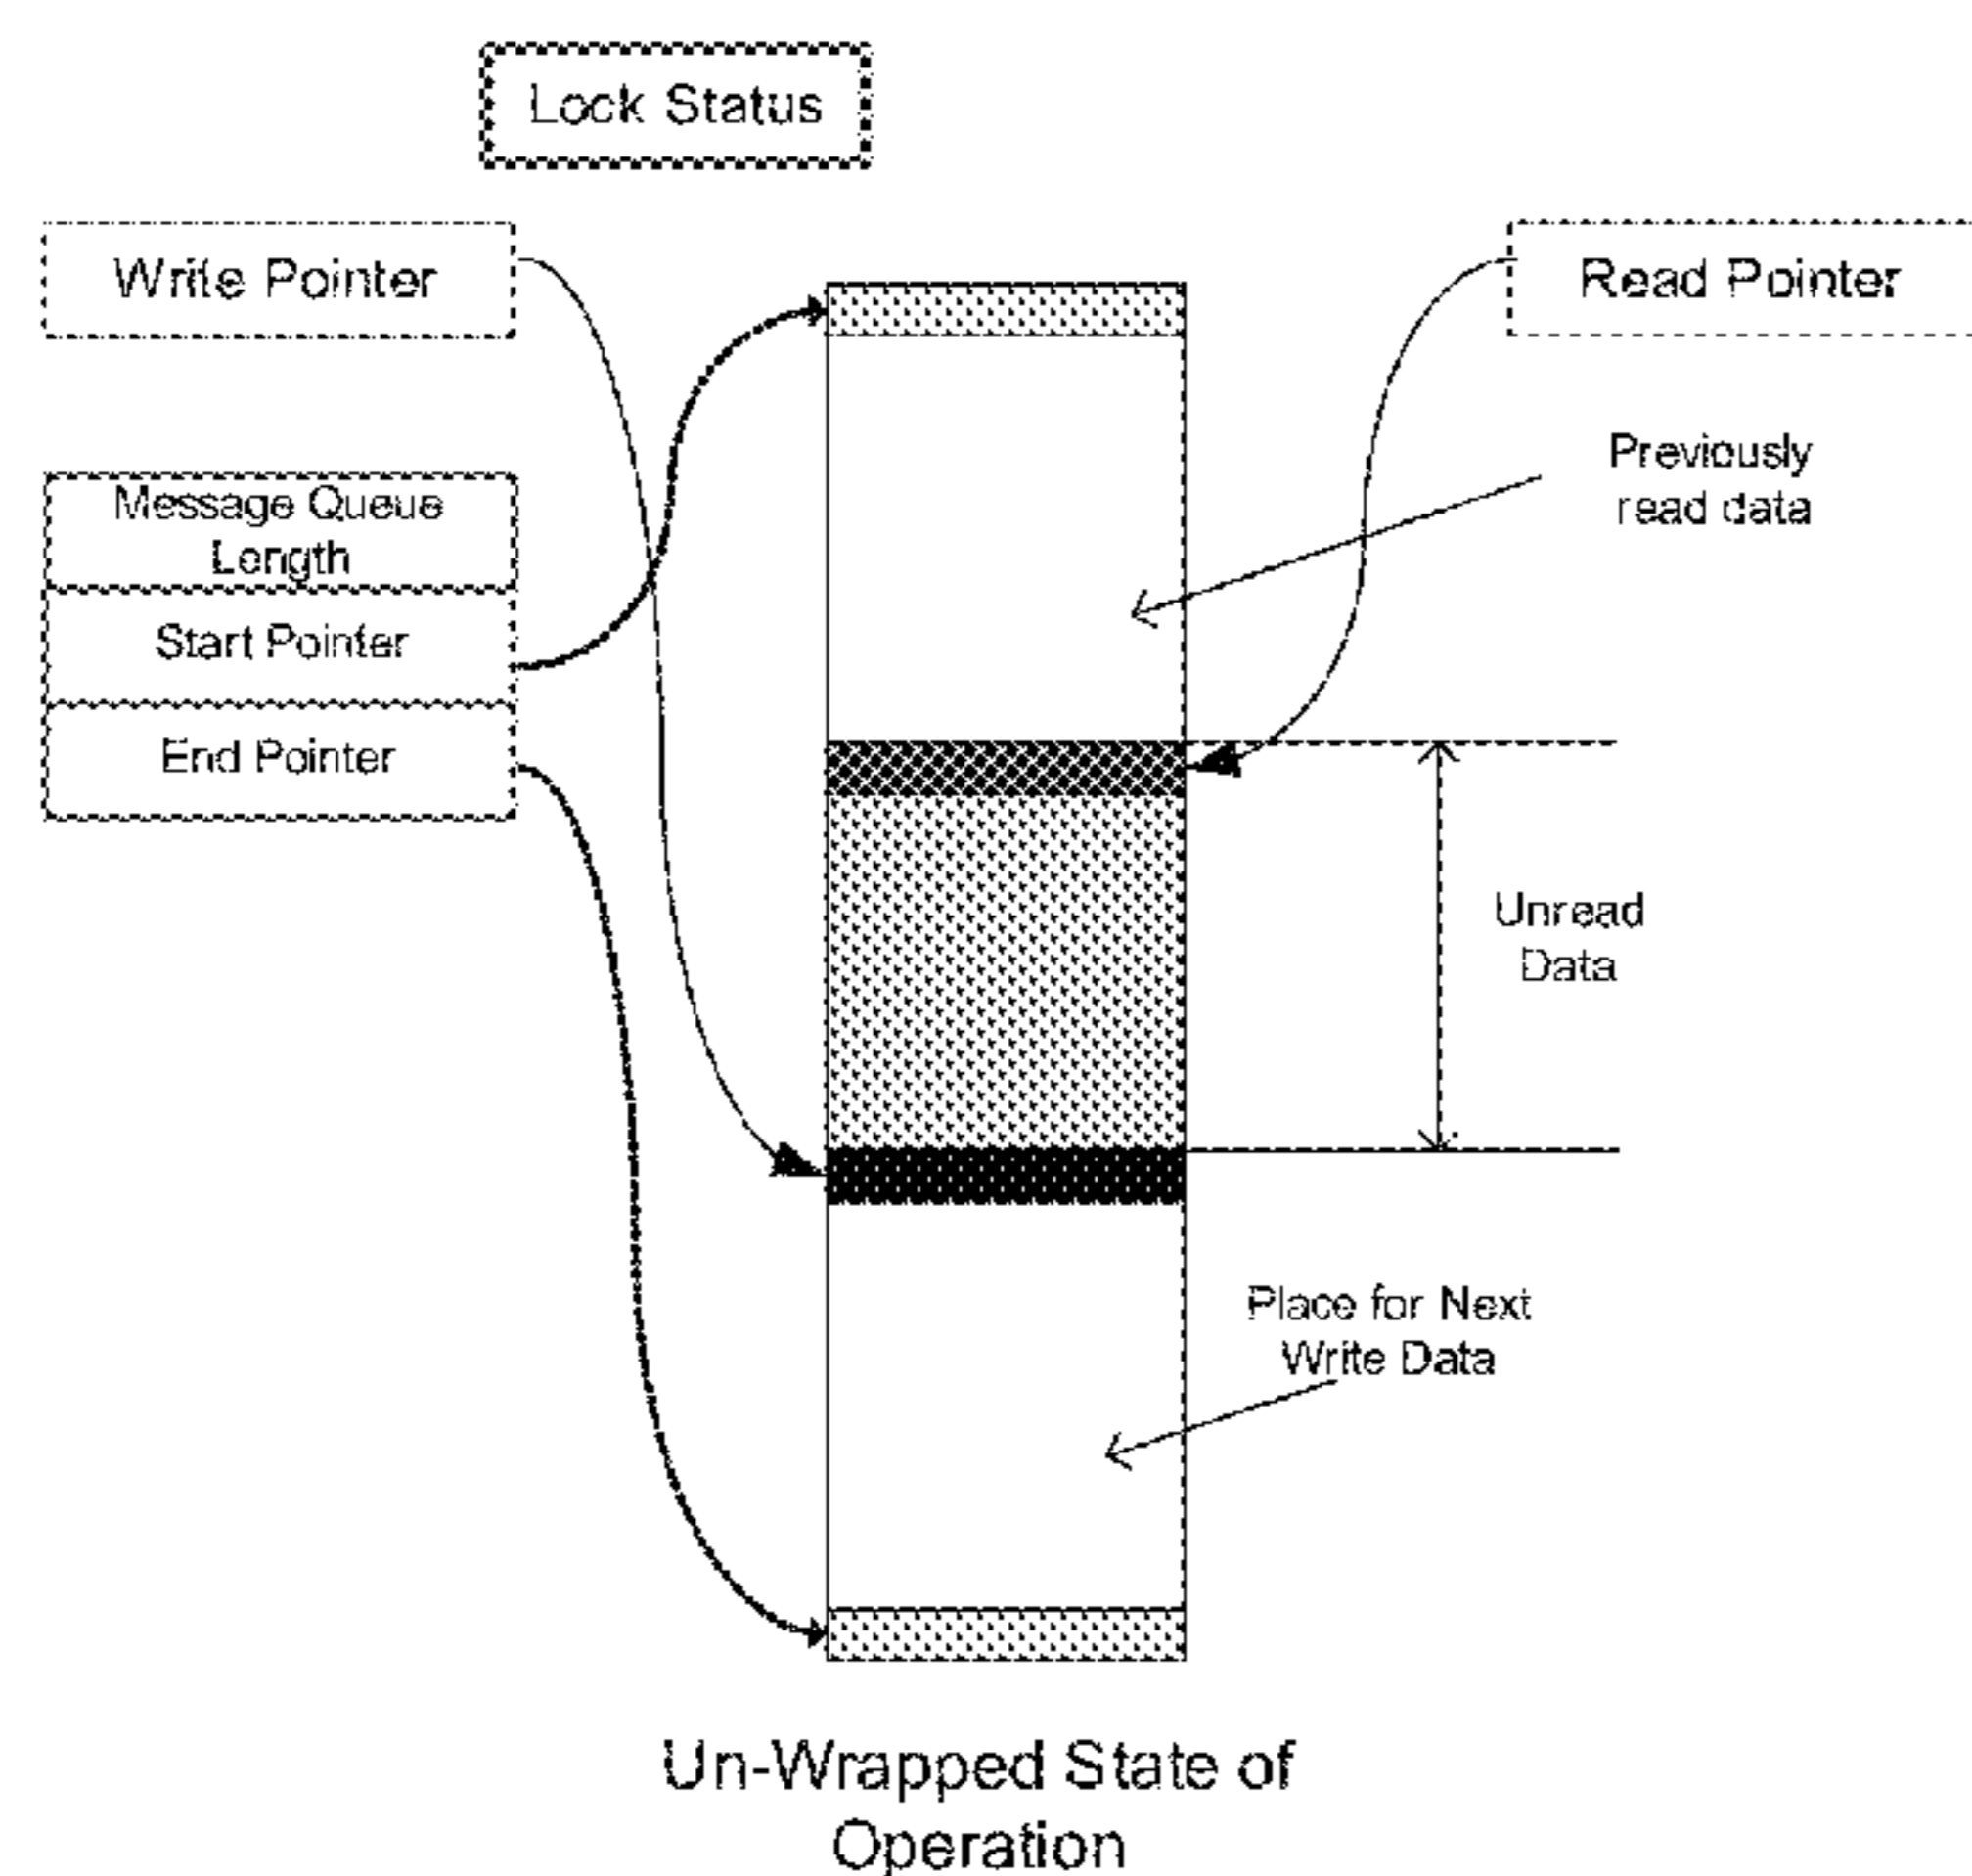 Lock Status
Write Pointer
Read Pointer
Previously
read data
Message Queue
Length
Start Pointer
End Pointer
Unread
Data
Place for Next
Write Data
Un-Wrapped State of
Operation